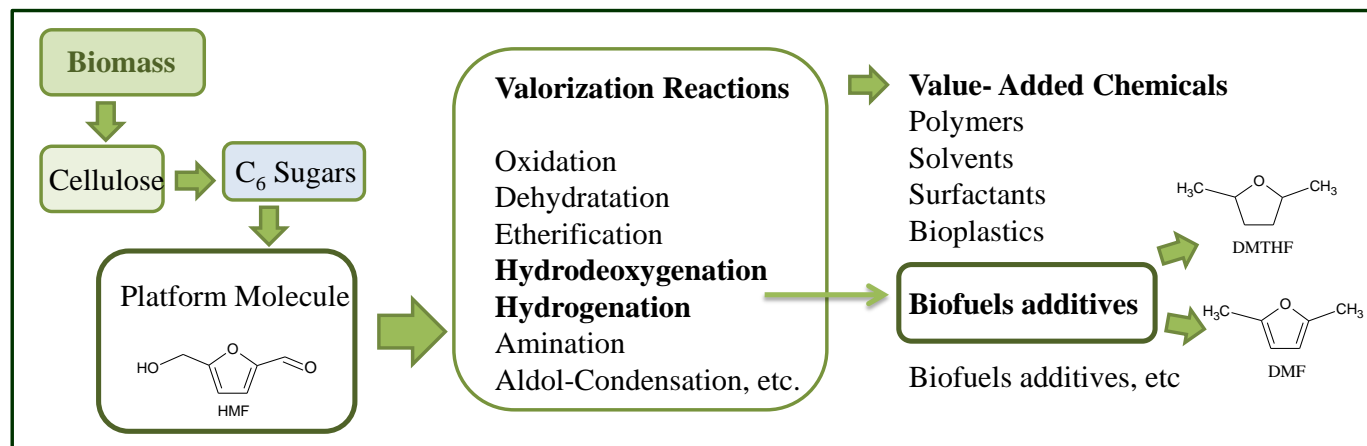 Biomass
Cellulose
C₆ Sugars
Platform Molecule
HO
O
O
HMF
Valorization Reactions
Oxidation
Dehydratation
Etherification
Hydrodeoxygenation
Hydrogenation
Amination
Aldol-Condensation, etc.
Value- Added Chemicals
Polymers
Solvents
Surfactants
Bioplastics
Biofuels additives
Biofuels additives, etc
H₃C
O
CH₃
DMTHF
H₃C
O
CH₃
DMF